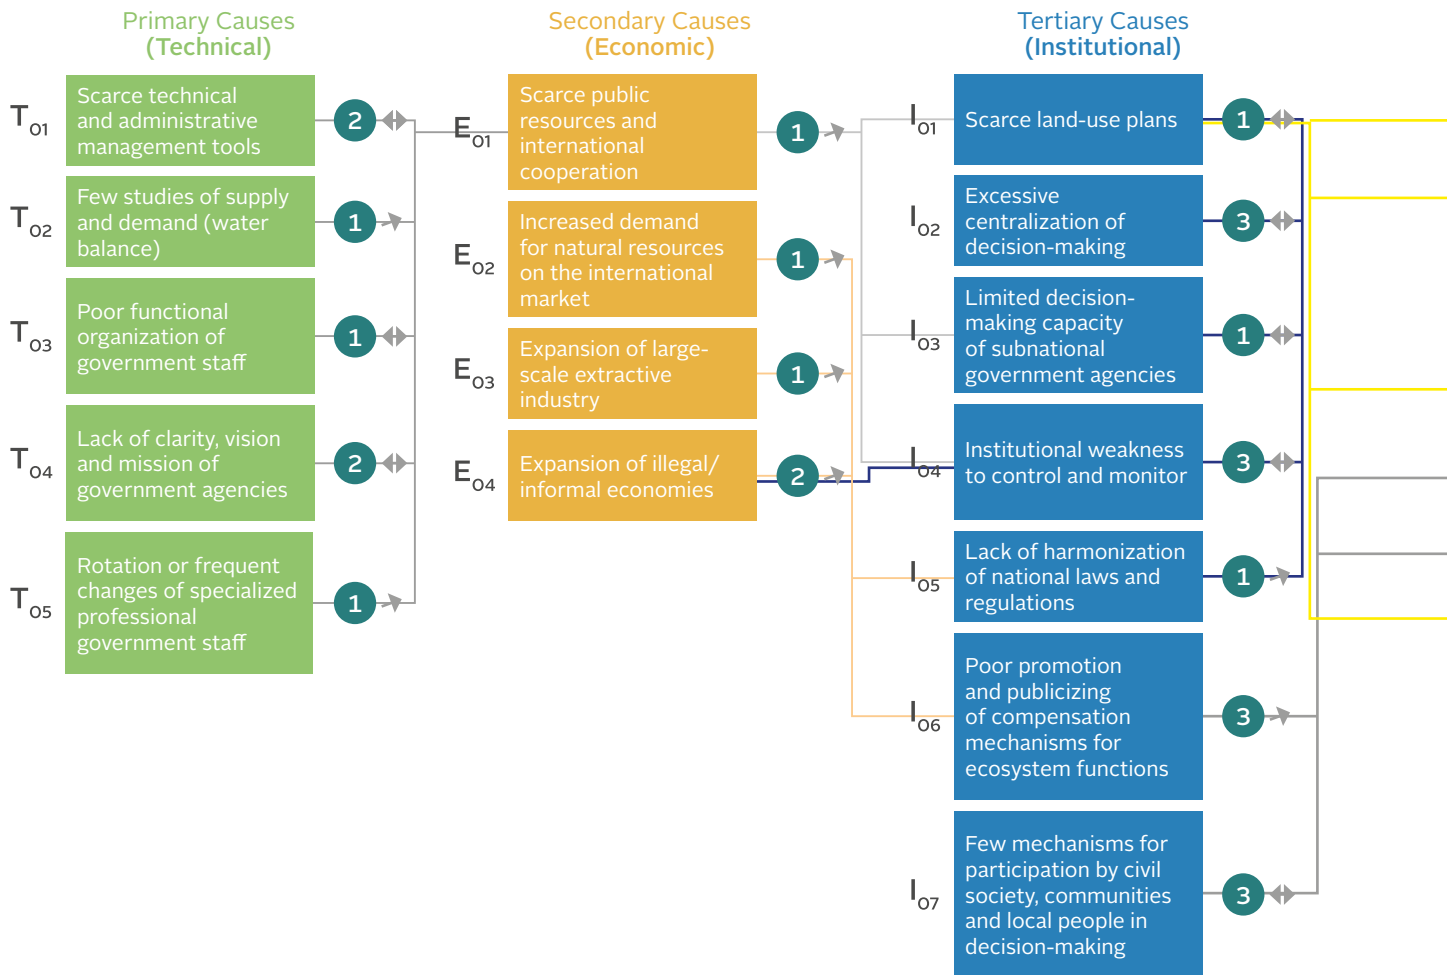 Primary Causes
(Technical)
T01
Scarce technical
and administrative
management tools
2
T02
Few studies of supply
and demand (water
balance)
1
T03
Poor functional
organization of
government staff
1
T04
Lack of clarity, vision
and mission of
government agencies
2
T05
Rotation or frequent
changes of specialized
professional
government staff
1
Secondary Causes
(Economic)
E01
Scarce public
resources and
international
cooperation
1
E02
Increased demand
for natural resources
on the international
market
1
E03
Expansion of large-
scale extractive
industry
1
E04
Expansion of illegal/
informal economies
2
Tertiary Causes
(Institutional)
I01
Scarce land-use plans
1
I02
Excessive
centralization of
decision-making
3
I03
Limited decision-
making capacity
of subnational
government agencies
1
I04
Institutional weakness
to control and monitor
3
I05
Lack of harmonization
of national laws and
regulations
1
I06
Poor promotion
and publicizing
of compensation
mechanisms for
ecosystem functions
3
I07
Few mechanisms for
participation by civil
society, communities
and local people in
decision-making
3